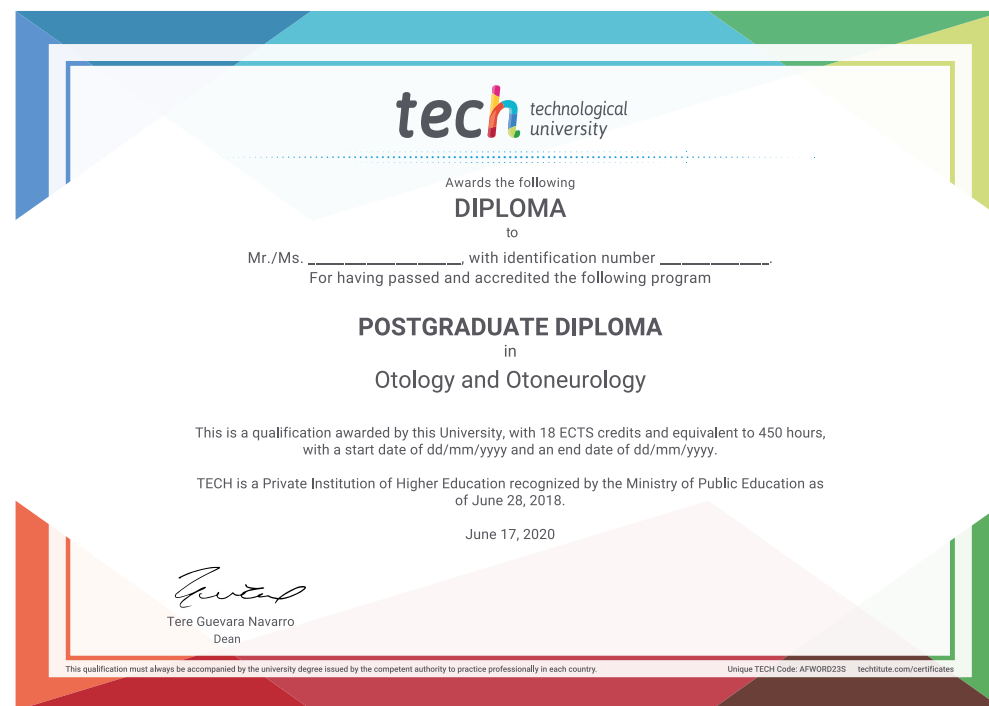 tech technological
university
Awards the following
DIPLOMA
to
Mr./Ms. ____________________, with identification number ______________.
For having passed and accredited the following program
POSTGRADUATE DIPLOMA
in
Otology and Otoneurology
This is a qualification awarded by this University, with 18 ECTS credits and equivalent to 450 hours,
with a start date of dd/mm/yyyy and an end date of dd/mm/yyyy.
TECH is a Private Institution of Higher Education recognized by the Ministry of Public Education as
of June 28, 2018.
June 17, 2020
Tere Guevara Navarro
Dean
This qualification must always be accompanied by the university degree issued by the competent authority to practice professionally in each country.
Unique TECH Code: AFWORD23S techtitute.com/certificates